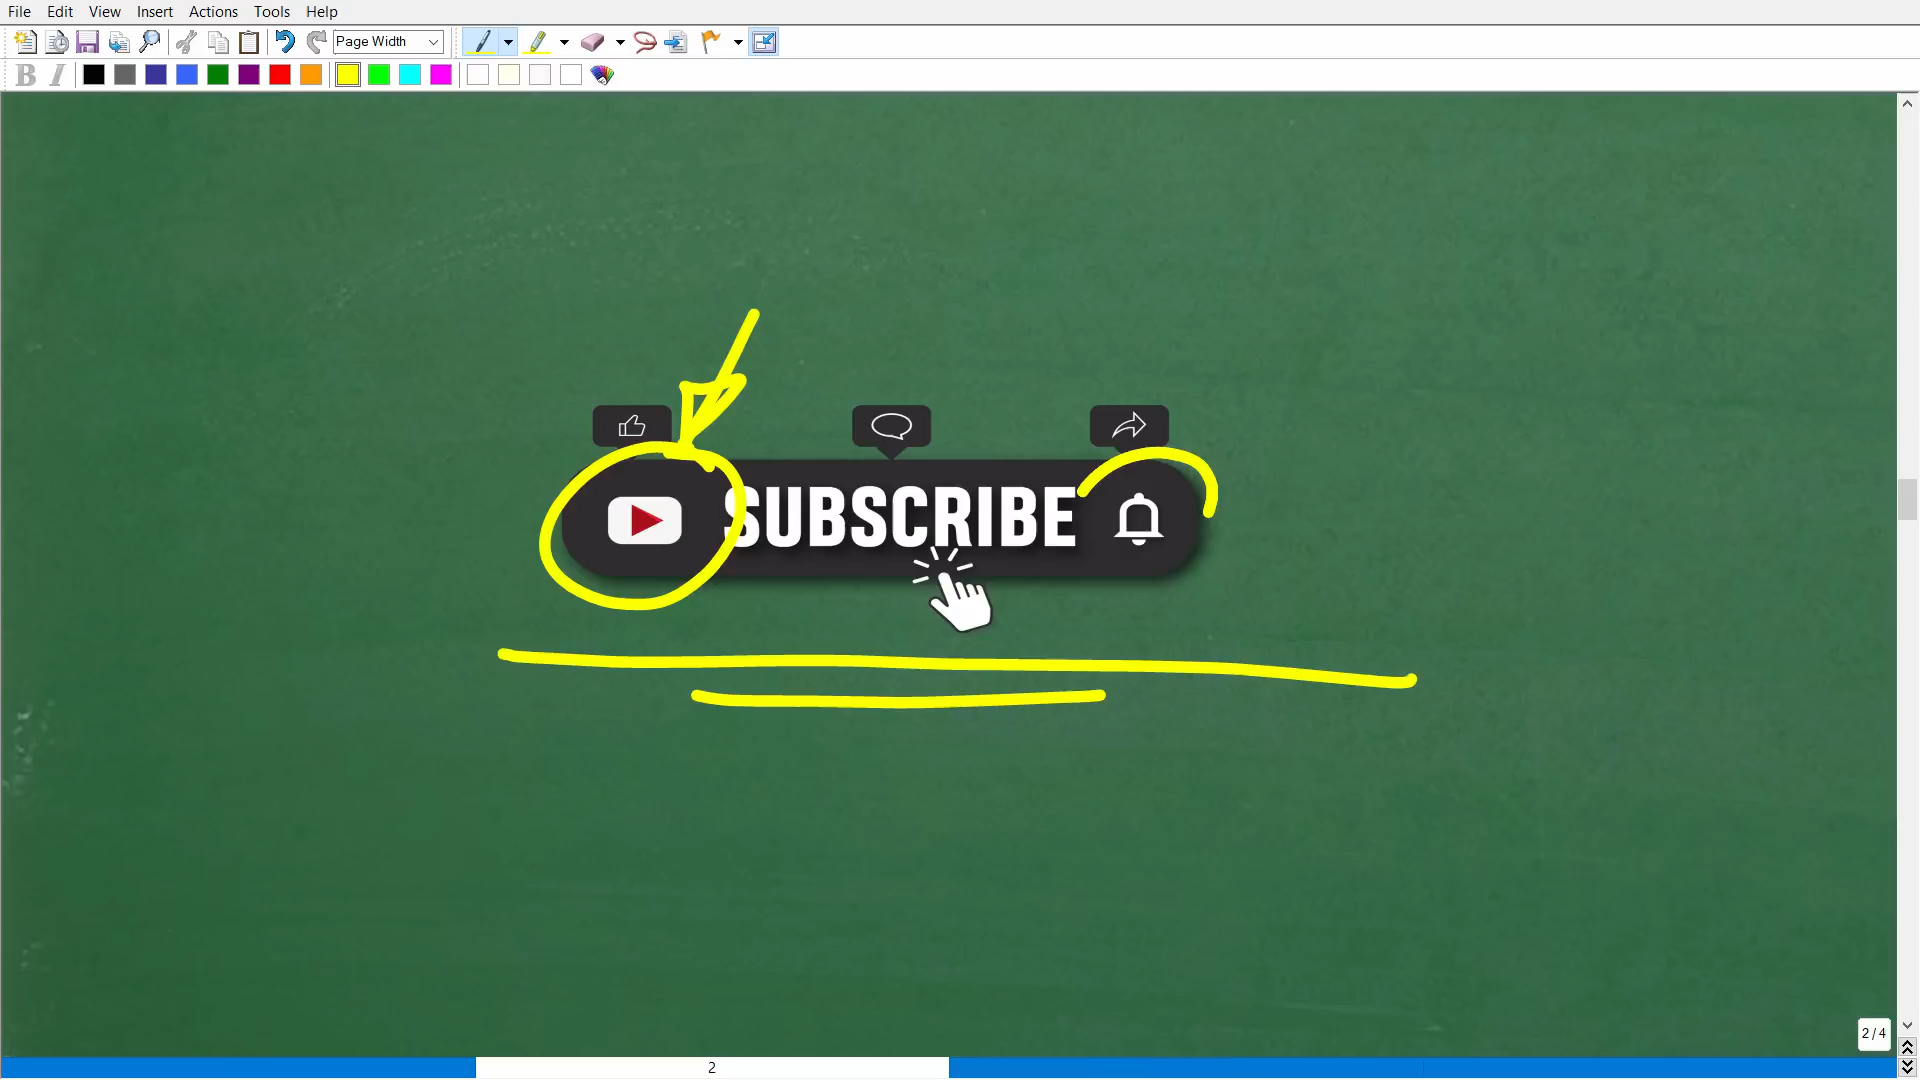 File Edit View Insert Actions Tools Help
Page Width
B I
SUBSCRIBE
2 / 4
2